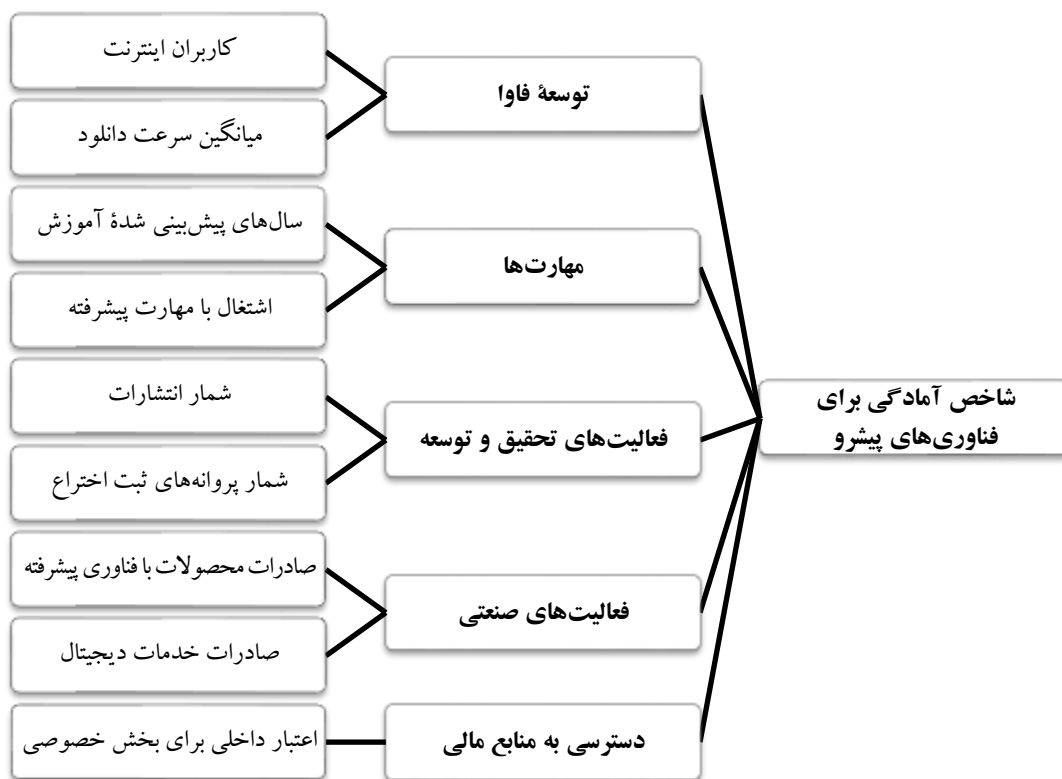 شاخص آمادگی برای
فناوری‌های پیشرو
توسعهٔ فاوا
کاربران اینترنت
میانگین سرعت دانلود
مهارت‌ها
سال‌های پیش‌بینی شدهٔ آموزش
اشتغال با مهارت پیشرفته
فعالیت‌های تحقیق و توسعه
شمار انتشارات
شمار پروانه‌های ثبت اختراع
فعالیت‌های صنعتی
صادرات محصولات با فناوری پیشرفته
صادرات خدمات دیجیتال
دسترسی به منابع مالی
اعتبار داخلی برای بخش خصوصی